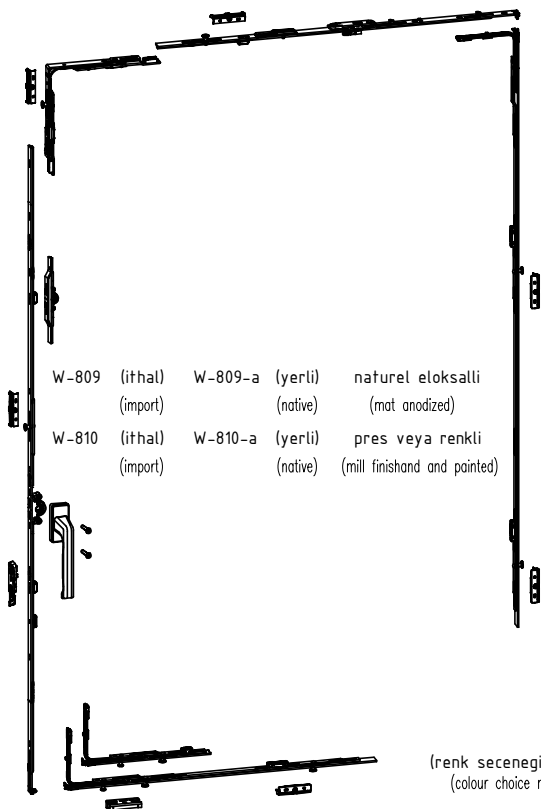 W-809 (ithal) W-809-a (yerli) naturel eloksalli
(import) (native) (mat anodized)
W-810 (ithal) W-810-a (yerli) pres veya renkli
(import) (native) (mill finishand and painted)
(renk secenegi
(colour choice